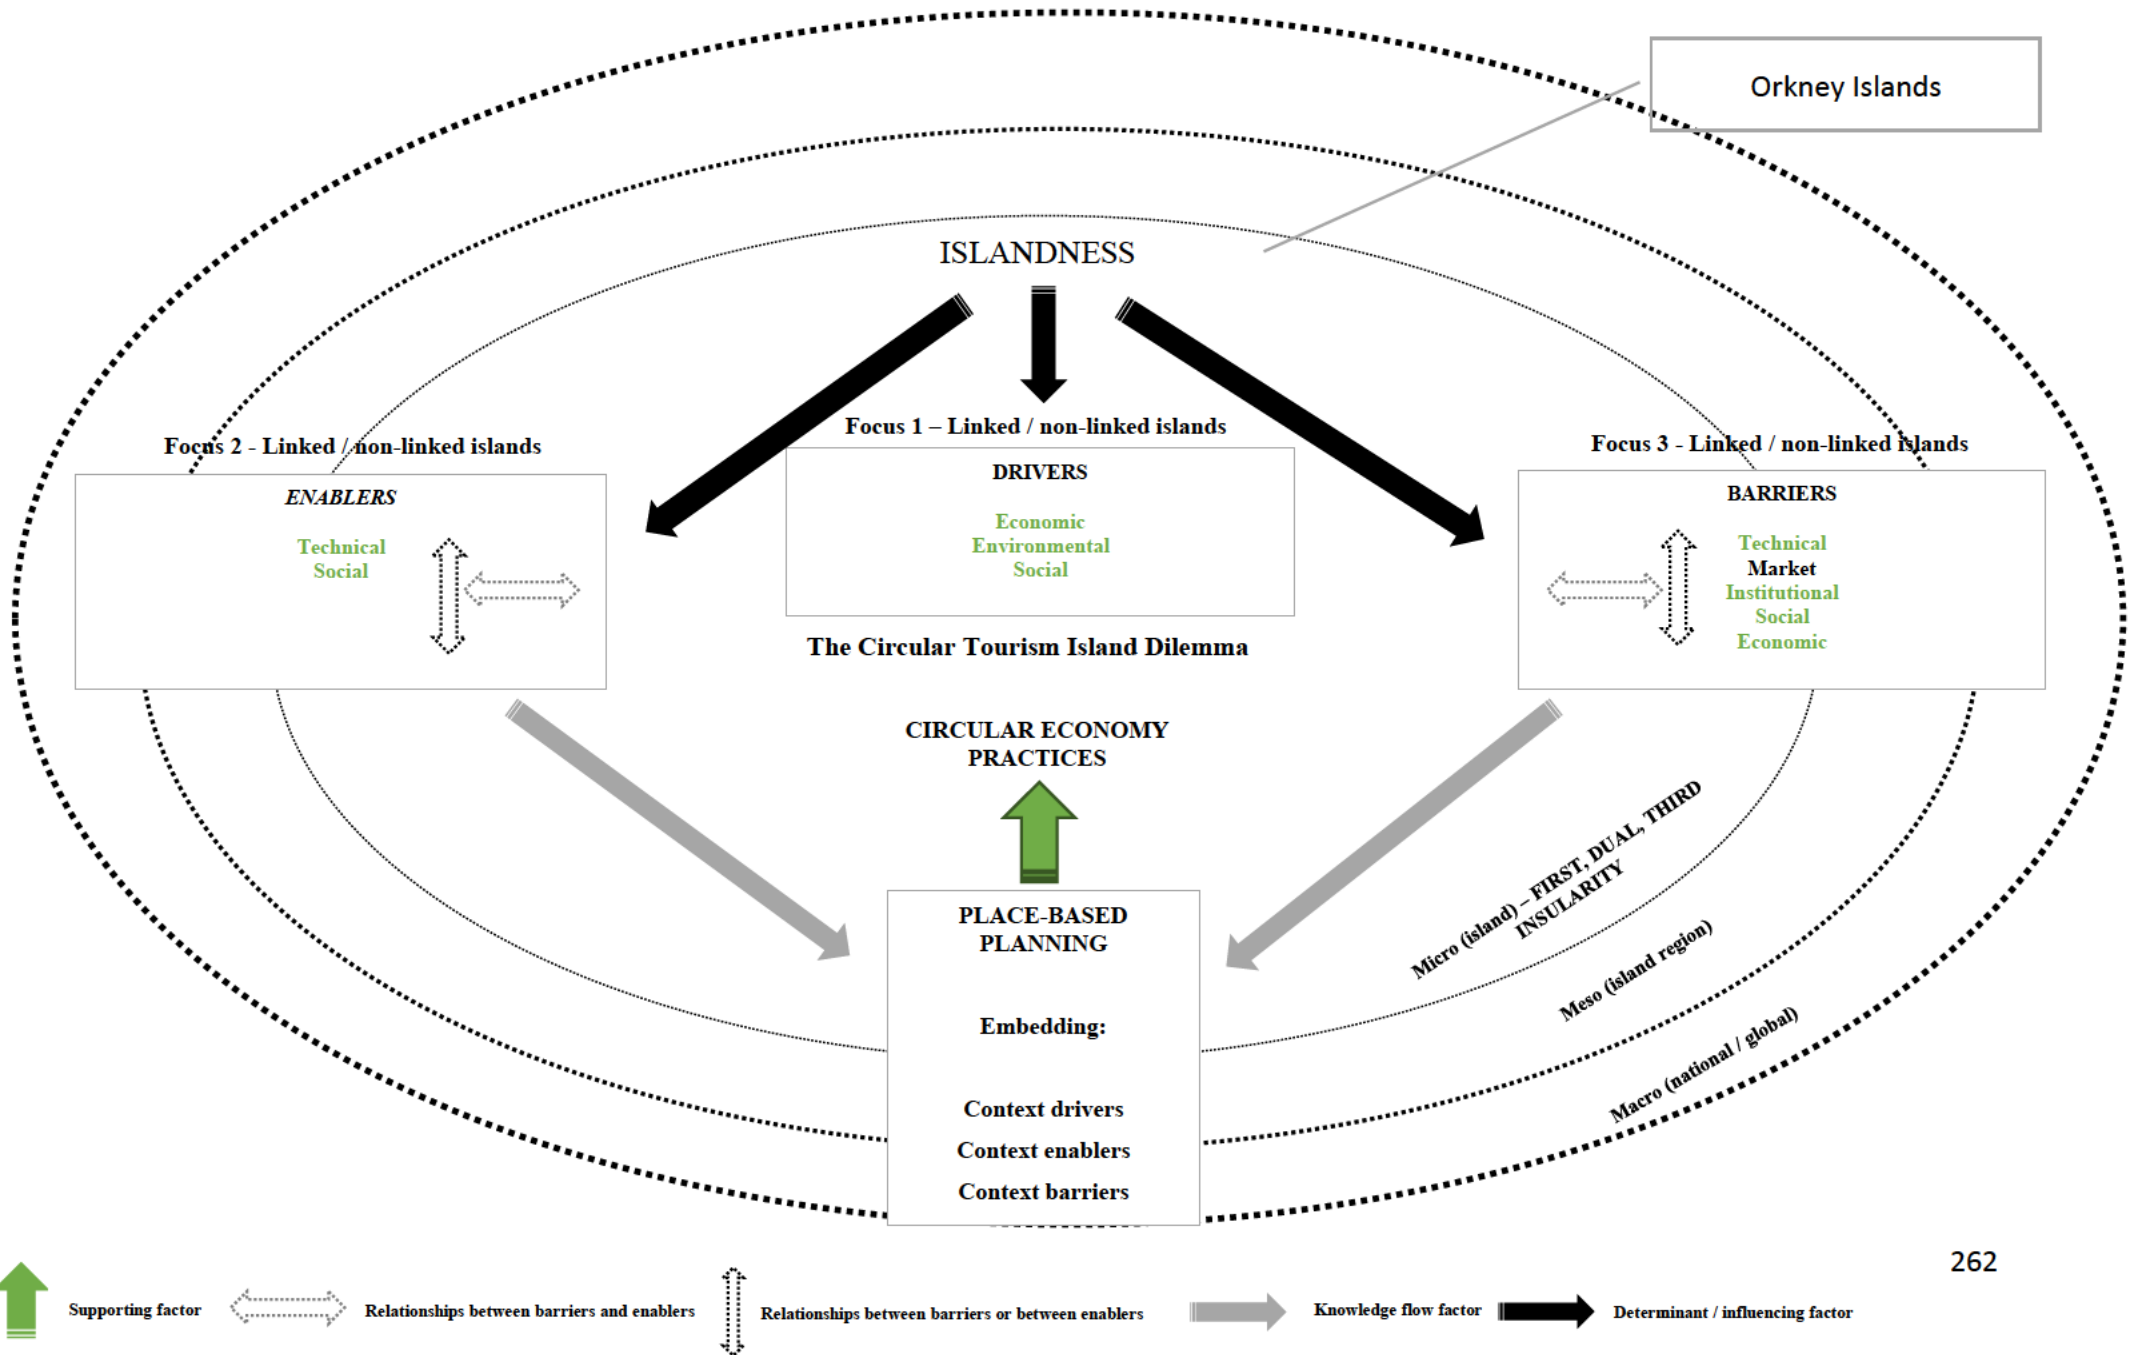 Orkney Islands
ISLANDNESS
Focus 1 – Linked / non-linked islands
Focus 2 - Linked / non-linked islands
Focus 3 - Linked / non-linked islands
ENABLERS
Technical
Social
DRIVERS
Economic
Environmental
Social
BARRIERS
Technical
Market
Institutional
Social
Economic
The Circular Tourism Island Dilemma
CIRCULAR ECONOMY
PRACTICES
PLACE-BASED
PLANNING
Embedding:
Context drivers
Context enablers
Context barriers
Micro (island) – FIRST, DUAL, THIRD
INSULARITY
Meso (island region)
Macro (national / global)
262
Supporting factor
Relationships between barriers and enablers
Relationships between barriers or between enablers
Knowledge flow factor
Determinant / influencing factor